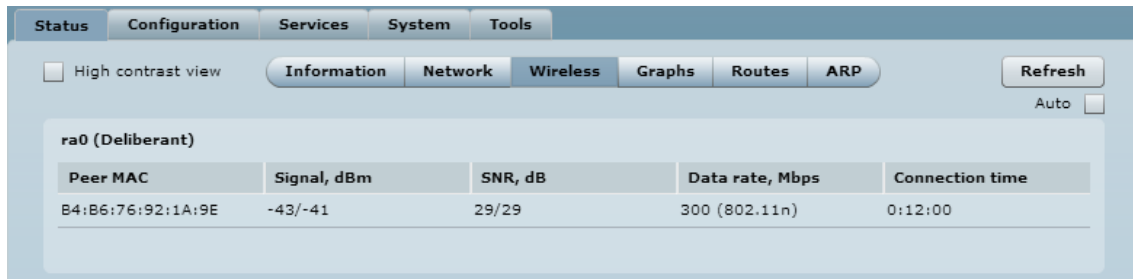 Status Configuration Services System Tools
High contrast view Information Network Wireless Graphs Routes ARP Refresh
Auto
ra0 (Deliberant)
Peer MAC Signal, dBm SNR, dB Data rate, Mbps Connection time
B4:B6:76:92:1A:9E -43/-41 29/29 300 (802.11n) 0:12:00